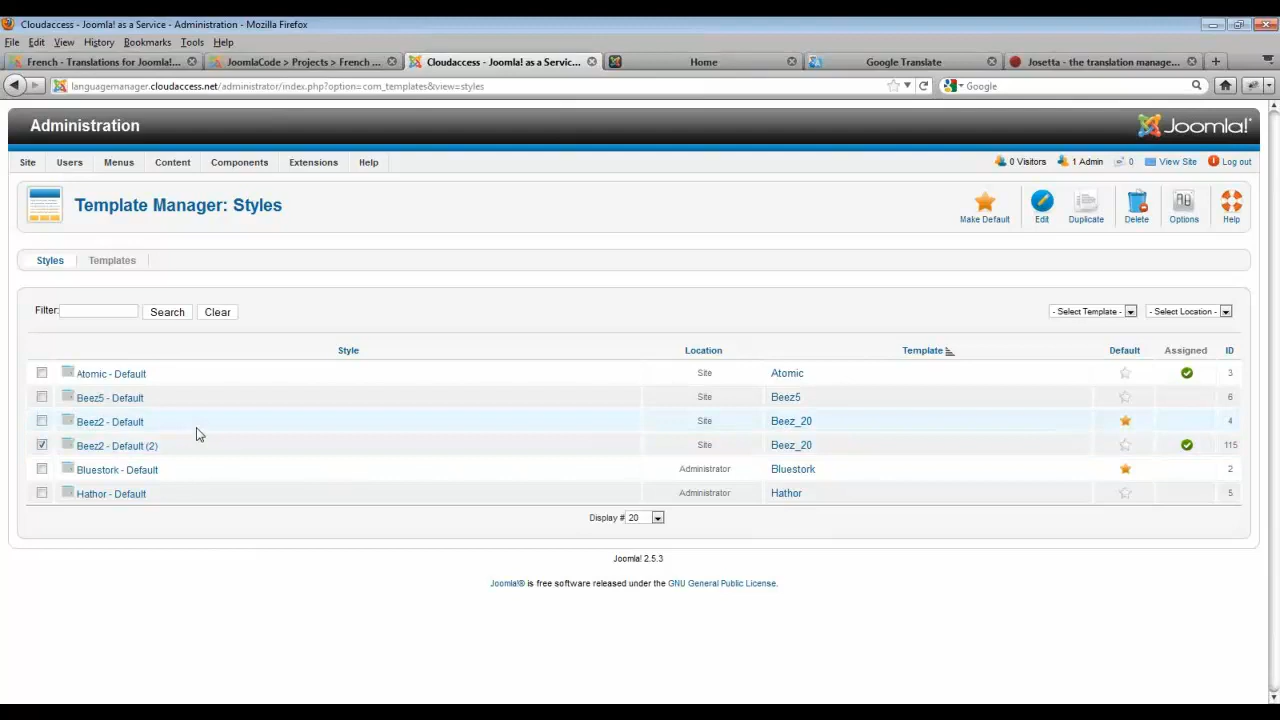 Cloudaccess - Joomla! as a Service - Administration - Mozilla Firefox
File Edit View History Bookmarks Tools Help
French - Translations for Joomla!... JoomlaCode > Projects > French ... Cloudaccess - Joomla! as a Servic... Home Google Translate Josetta - the translation manage...
languagemanager.cloudaccess.net/administrator/index.php?option=com_templates&view=styles Google
Administration Joomla!®
Site Users Menus Content Components Extensions Help 0 Visitors 1 Admin 0 View Site Log out
Template Manager: Styles
Make Default Edit Duplicate Delete Options Help
Styles Templates
Filter: Search Clear - Select Template - - Select Location -
Style Location Template Default Assigned ID
Atomic - Default Site Atomic 3
Beez5 - Default Site Beez5 6
Beez2 - Default Site Beez_20 4
Beez2 - Default (2) Site Beez_20 115
Bluestork - Default Administrator Bluestork 2
Hathor - Default Administrator Hathor 5
Display # 20
Joomla! 2.5.3
Joomla!® is free software released under the GNU General Public License.